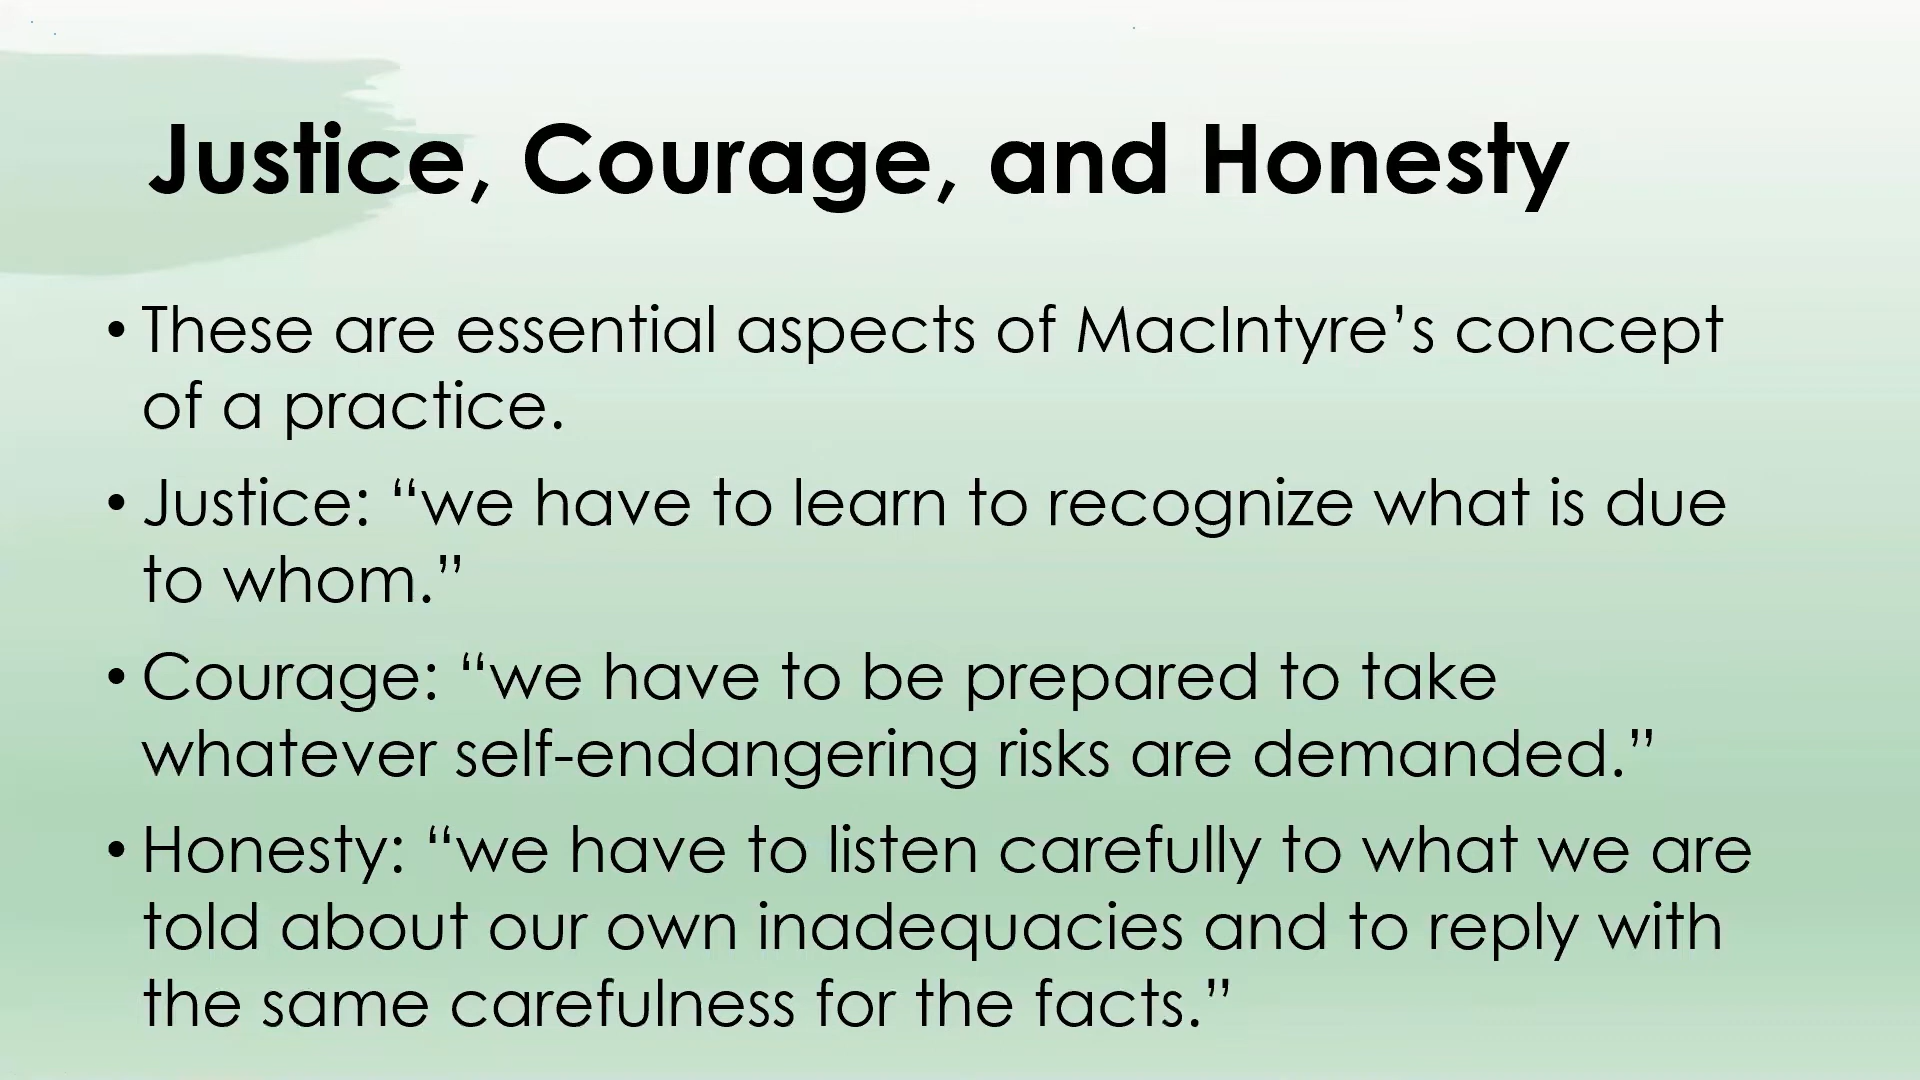 Justice, Courage, and Honesty
• These are essential aspects of MacIntyre’s concept
of a practice.
• Justice: “we have to learn to recognize what is due
to whom.”
• Courage: “we have to be prepared to take
whatever self-endangering risks are demanded.”
• Honesty: “we have to listen carefully to what we are
told about our own inadequacies and to reply with
the same carefulness for the facts.”